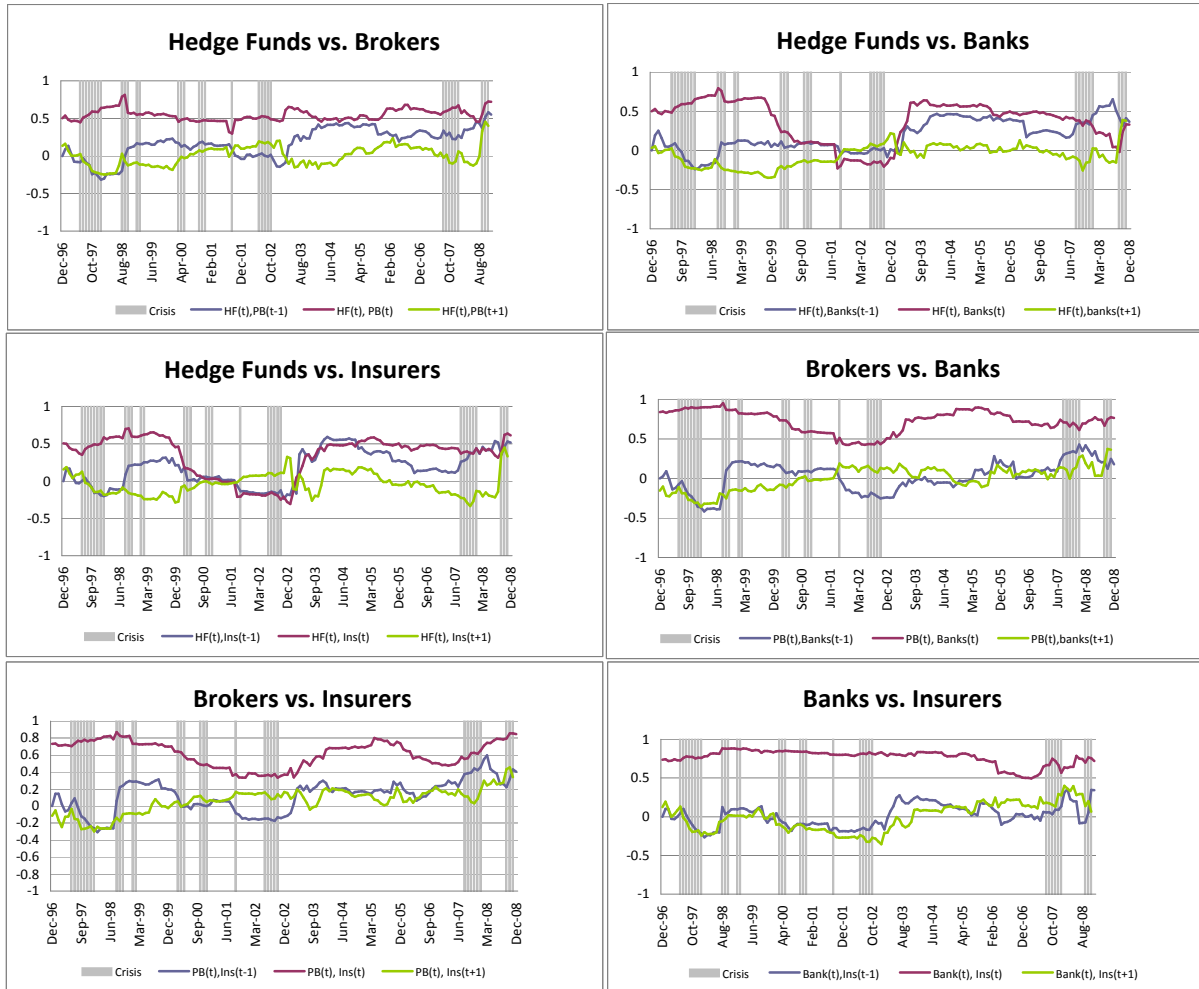 Hedge Funds vs. Brokers
1
0.5
0
-0.5
-1
Dec-96
Oct-97
Aug-98
Jun-99
Apr-00
Feb-01
Dec-01
Oct-02
Aug-03
Jun-04
Apr-05
Feb-06
Dec-06
Oct-07
Aug-08
Crisis HF(t),PB(t-1) HF(t), PB(t) HF(t),PB(t+1)
Hedge Funds vs. Banks
1
0.5
0
-0.5
-1
Dec-96
Sep-97
Jun-98
Mar-99
Dec-99
Sep-00
Jun-01
Mar-02
Dec-02
Sep-03
Jun-04
Mar-05
Dec-05
Sep-06
Jun-07
Mar-08
Dec-08
Crisis HF(t),Banks(t-1) HF(t), Banks(t) HF(t),banks(t+1)
Hedge Funds vs. Insurers
1
0.5
0
-0.5
-1
Dec-96
Sep-97
Jun-98
Mar-99
Dec-99
Sep-00
Jun-01
Mar-02
Dec-02
Sep-03
Jun-04
Mar-05
Dec-05
Sep-06
Jun-07
Mar-08
Dec-08
Crisis HF(t),Ins(t-1) HF(t), Ins(t) HF(t), Ins(t+1)
Brokers vs. Banks
1
0.5
0
-0.5
-1
Dec-96
Sep-97
Jun-98
Mar-99
Dec-99
Sep-00
Jun-01
Mar-02
Dec-02
Sep-03
Jun-04
Mar-05
Dec-05
Sep-06
Jun-07
Mar-08
Dec-08
Crisis PB(t),Banks(t-1) PB(t), Banks(t) PB(t),banks(t+1)
Brokers vs. Insurers
1
0.8
0.6
0.4
0.2
0
-0.2
-0.4
-0.6
-0.8
-1
Dec-96
Sep-97
Jun-98
Mar-99
Dec-99
Sep-00
Jun-01
Mar-02
Dec-02
Sep-03
Jun-04
Mar-05
Dec-05
Sep-06
Jun-07
Mar-08
Dec-08
Crisis PB(t),Ins(t-1) PB(t), Ins(t) PB(t), Ins(t+1)
Banks vs. Insurers
1
0.5
0
-0.5
-1
Dec-96
Oct-97
Aug-98
Jun-99
Apr-00
Feb-01
Dec-01
Oct-02
Aug-03
Jun-04
Apr-05
Feb-06
Dec-06
Oct-07
Aug-08
Crisis Bank(t),Ins(t-1) Bank(t), Ins(t) Bank(t), Ins(t+1)